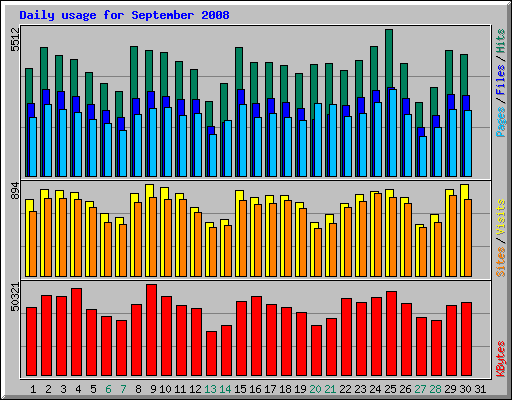 Daily usage for September 2008
5512
Pages / Files / Hits
894
Sites / Visits
50321
KBytes
1 2 3 4 5 6 7 8 9 10 11 12 13 14 15 16 17 18 19 20 21 22 23 24 25 26 27 28 29 30 31